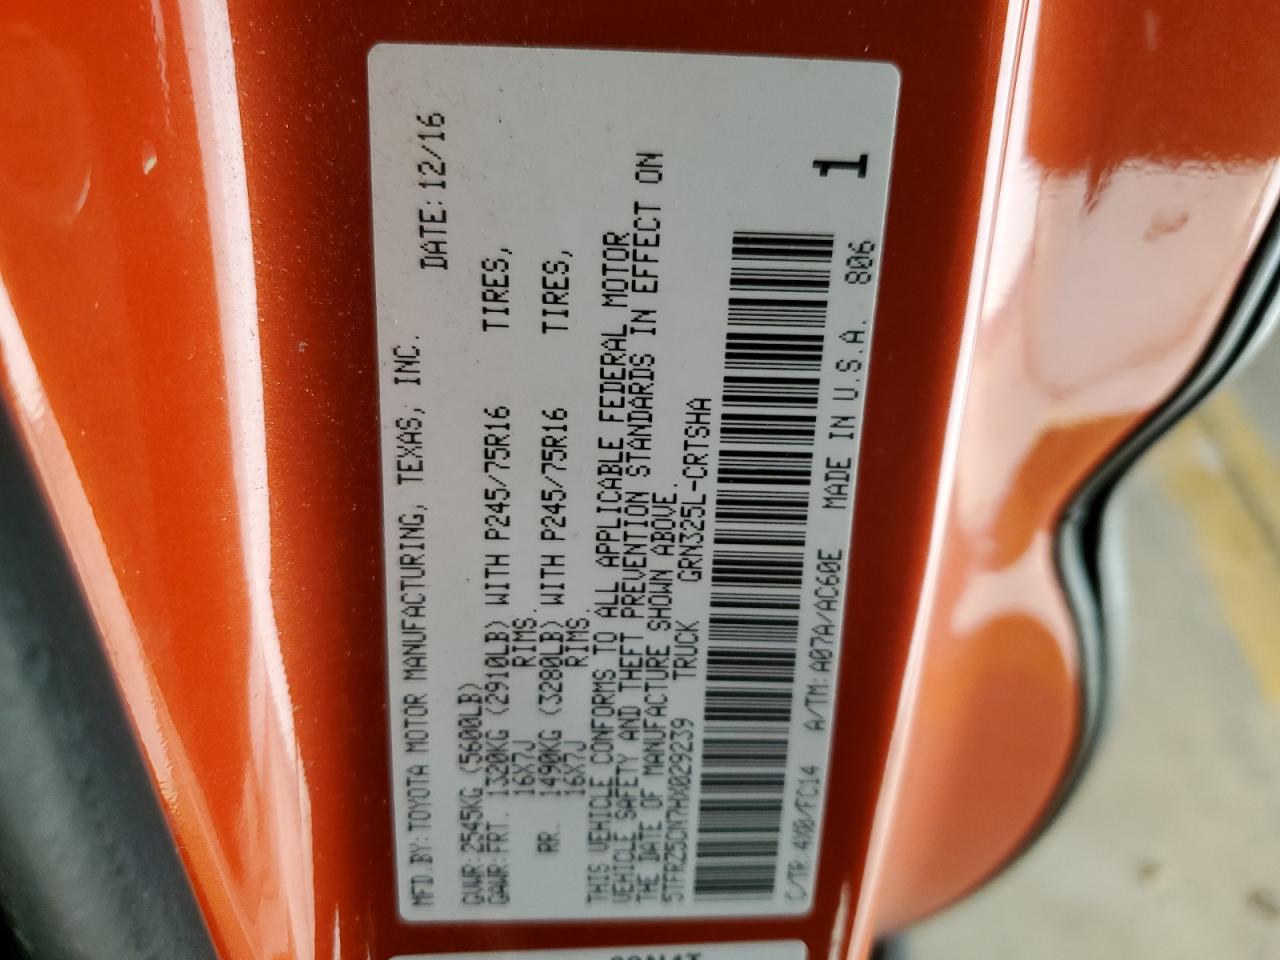 MFD BY: TOYOTA MOTOR MANUFACTURING, TEXAS, INC.
DATE: 12/16
GVWR: 2545KG (5600LB)
GAWR: FRT. 1320KG (2910LB) WITH P245/75R16 TIRES,
16X7J RIMS.
RR. 1490KG (3280LB) WITH P245/75R16 TIRES,
16X7J RIMS.
THIS VEHICLE CONFORMS TO ALL APPLICABLE FEDERAL MOTOR
VEHICLE SAFETY AND THEFT PREVENTION STANDARDS IN EFFECT ON
THE DATE OF MANUFACTURE SHOWN ABOVE.
5TFRZ5CN7HX029239 TRUCK GRN325L-CRTSHA
1
C/TR: 4X0/FC14 A/TM: A07A/AC60E MADE IN U.S.A. 806